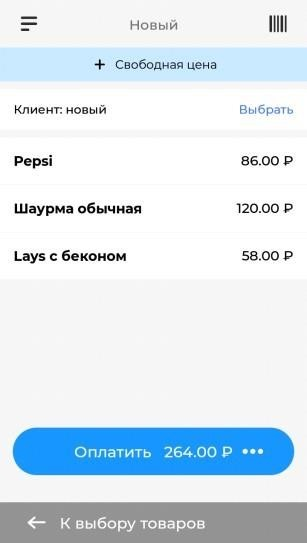 Новый
+ Свободная цена
Клиент: новый Выбрать
Pepsi 86.00 ₽
Шаурма обычная 120.00 ₽
Lays с беконом 58.00 ₽
Оплатить 264.00 ₽ •••
← К выбору товаров